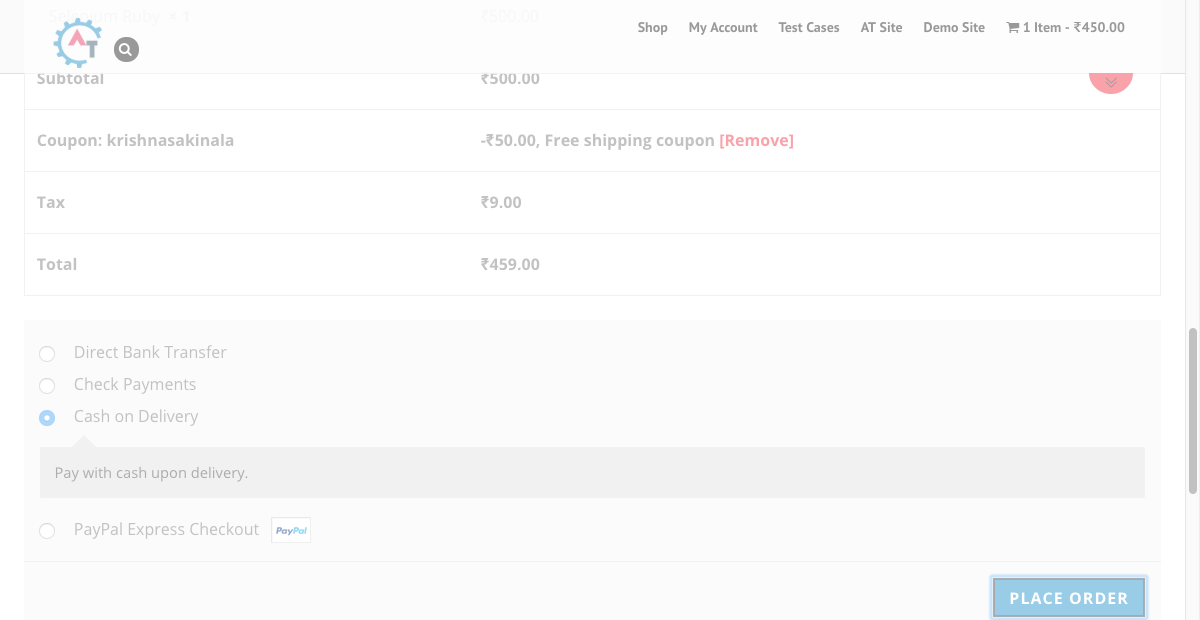 Selenium Ruby × 1 ₹500.00
AT
Shop My Account Test Cases AT Site Demo Site 1 Item - ₹450.00
Subtotal ₹500.00
Coupon: krishnasakinala -₹50.00, Free shipping coupon [Remove]
Tax ₹9.00
Total ₹459.00
Direct Bank Transfer
Check Payments
Cash on Delivery
Pay with cash upon delivery.
PayPal Express Checkout PayPal
PLACE ORDER